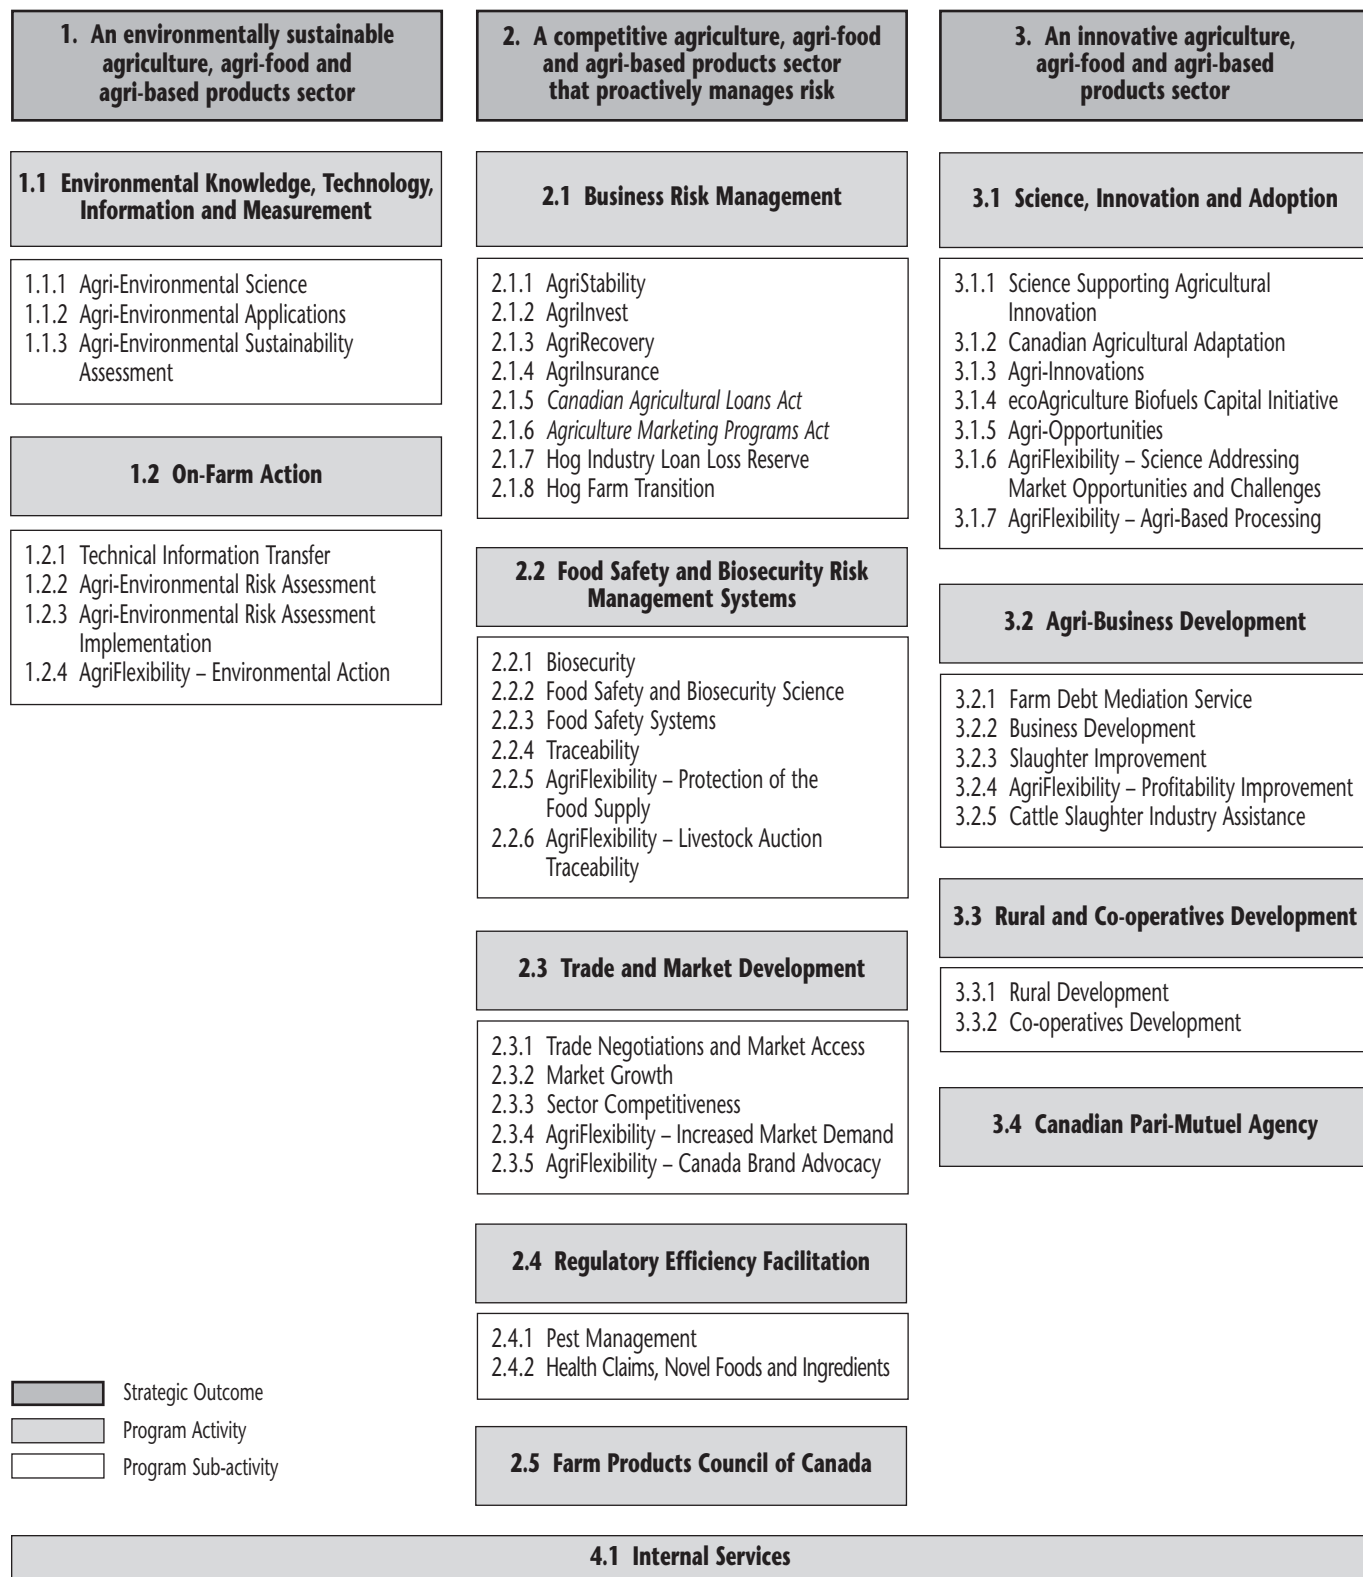 1. An environmentally sustainable
agriculture, agri-food and
agri-based products sector
1.1 Environmental Knowledge, Technology,
Information and Measurement
1.1.1 Agri-Environmental Science
1.1.2 Agri-Environmental Applications
1.1.3 Agri-Environmental Sustainability
Assessment
1.2 On-Farm Action
1.2.1 Technical Information Transfer
1.2.2 Agri-Environmental Risk Assessment
1.2.3 Agri-Environmental Risk Assessment
Implementation
1.2.4 AgriFlexibility – Environmental Action
2. A competitive agriculture, agri-food
and agri-based products sector
that proactively manages risk
2.1 Business Risk Management
2.1.1 AgriStability
2.1.2 AgriInvest
2.1.3 AgriRecovery
2.1.4 AgriInsurance
2.1.5 Canadian Agricultural Loans Act
2.1.6 Agriculture Marketing Programs Act
2.1.7 Hog Industry Loan Loss Reserve
2.1.8 Hog Farm Transition
2.2 Food Safety and Biosecurity Risk
Management Systems
2.2.1 Biosecurity
2.2.2 Food Safety and Biosecurity Science
2.2.3 Food Safety Systems
2.2.4 Traceability
2.2.5 AgriFlexibility – Protection of the
Food Supply
2.2.6 AgriFlexibility – Livestock Auction
Traceability
2.3 Trade and Market Development
2.3.1 Trade Negotiations and Market Access
2.3.2 Market Growth
2.3.3 Sector Competitiveness
2.3.4 AgriFlexibility – Increased Market Demand
2.3.5 AgriFlexibility – Canada Brand Advocacy
2.4 Regulatory Efficiency Facilitation
2.4.1 Pest Management
2.4.2 Health Claims, Novel Foods and Ingredients
2.5 Farm Products Council of Canada
3. An innovative agriculture,
agri-food and agri-based
products sector
3.1 Science, Innovation and Adoption
3.1.1 Science Supporting Agricultural
Innovation
3.1.2 Canadian Agricultural Adaptation
3.1.3 Agri-Innovations
3.1.4 ecoAgriculture Biofuels Capital Initiative
3.1.5 Agri-Opportunities
3.1.6 AgriFlexibility – Science Addressing
Market Opportunities and Challenges
3.1.7 AgriFlexibility – Agri-Based Processing
3.2 Agri-Business Development
3.2.1 Farm Debt Mediation Service
3.2.2 Business Development
3.2.3 Slaughter Improvement
3.2.4 AgriFlexibility – Profitability Improvement
3.2.5 Cattle Slaughter Industry Assistance
3.3 Rural and Co-operatives Development
3.3.1 Rural Development
3.3.2 Co-operatives Development
3.4 Canadian Pari-Mutuel Agency
Strategic Outcome
Program Activity
Program Sub-activity
4.1 Internal Services